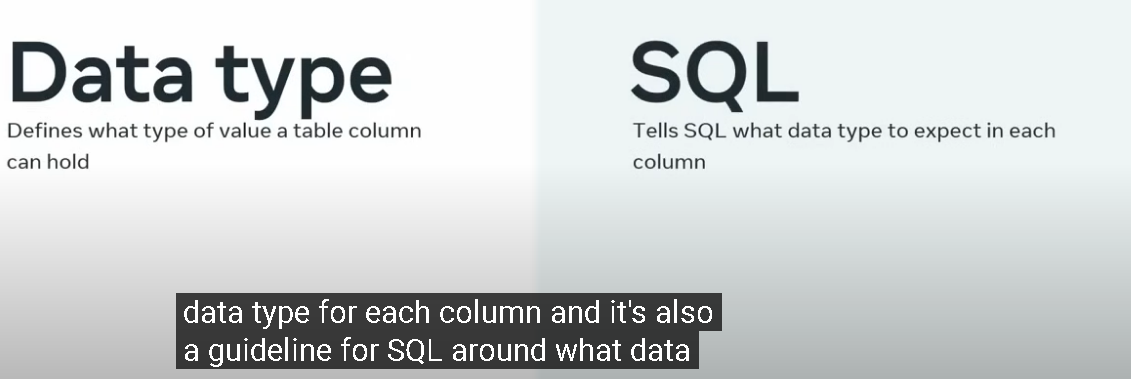 Data type
Defines what type of value a table column
can hold
SQL
Tells SQL what data type to expect in each
column
data type for each column and it's also
a guideline for SQL around what data